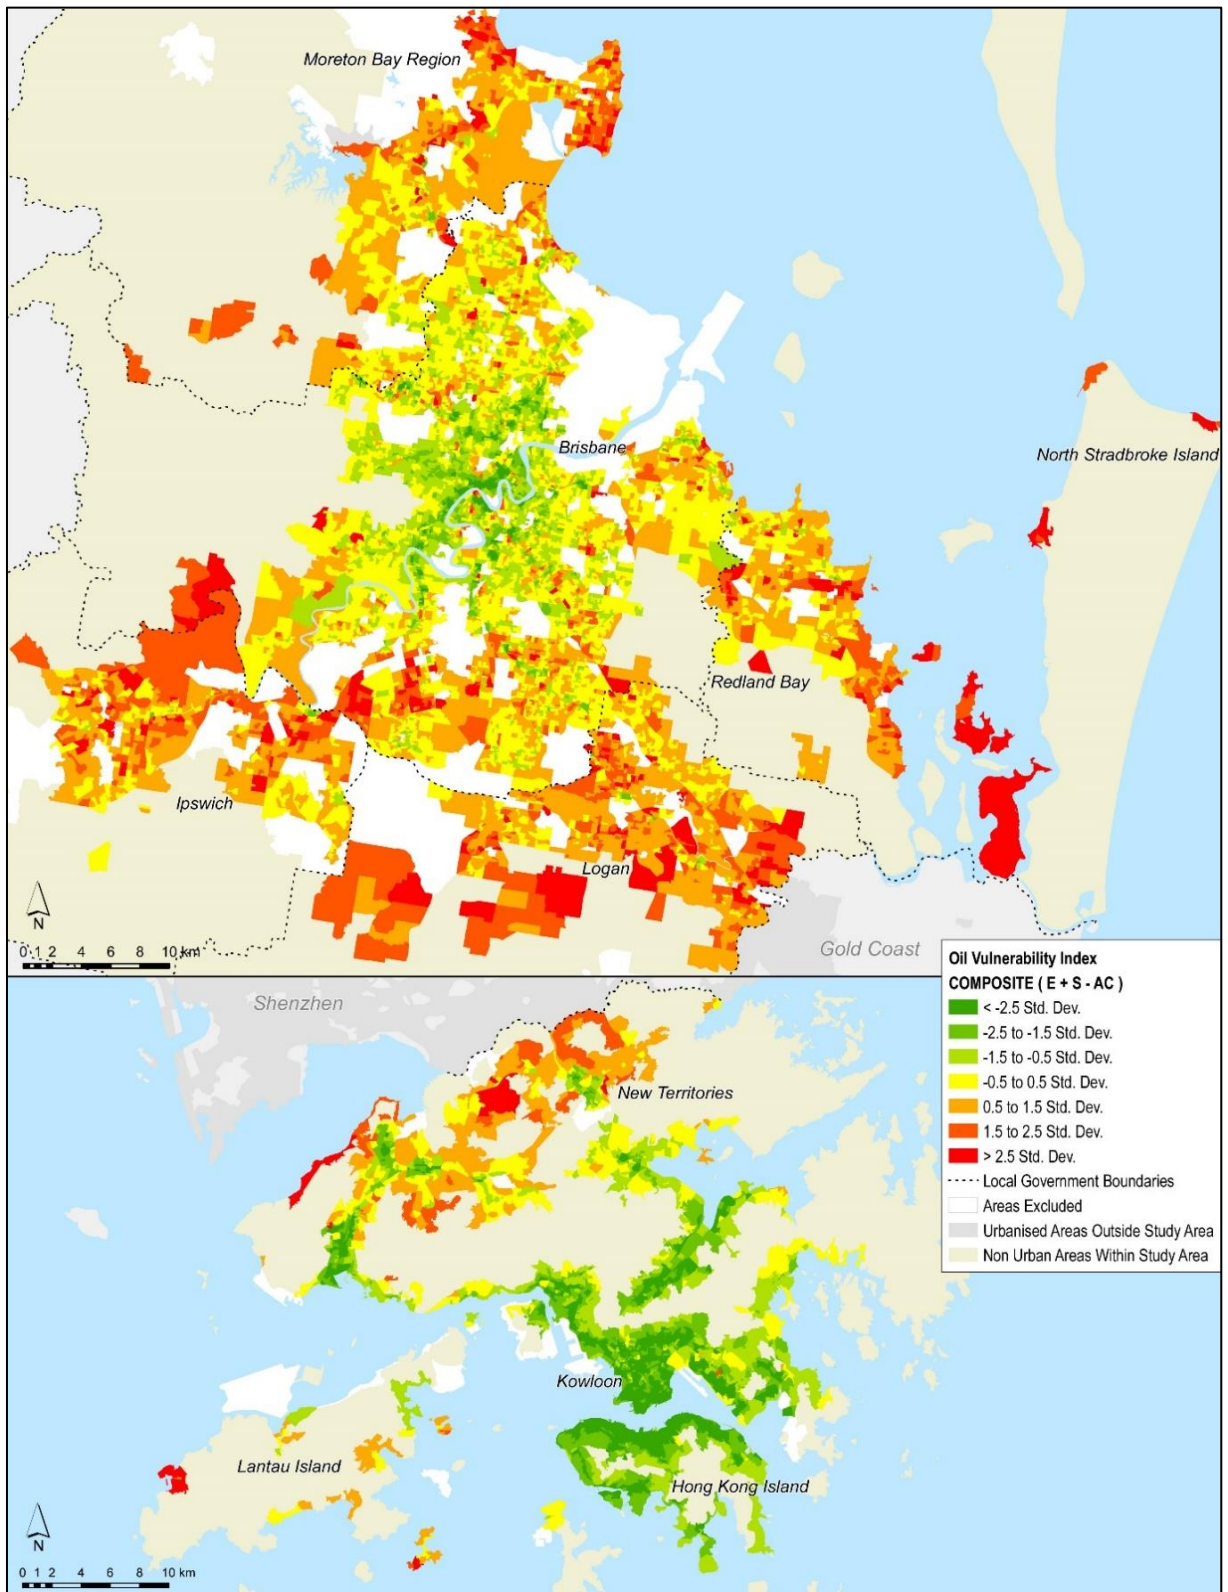 Moreton Bay Region
Brisbane
North Stradbroke Island
Redland Bay
Ipswich
Logan
N
0 1 2 4 6 8 10 km
Gold Coast
Oil Vulnerability Index
COMPOSITE ( E + S - AC )
< -2.5 Std. Dev.
-2.5 to -1.5 Std. Dev.
-1.5 to -0.5 Std. Dev.
-0.5 to 0.5 Std. Dev.
0.5 to 1.5 Std. Dev.
1.5 to 2.5 Std. Dev.
> 2.5 Std. Dev.
Local Government Boundaries
Areas Excluded
Urbanised Areas Outside Study Area
Non Urban Areas Within Study Area
Shenzhen
New Territories
Kowloon
Lantau Island
Hong Kong Island
N
0 1 2 4 6 8 10 km